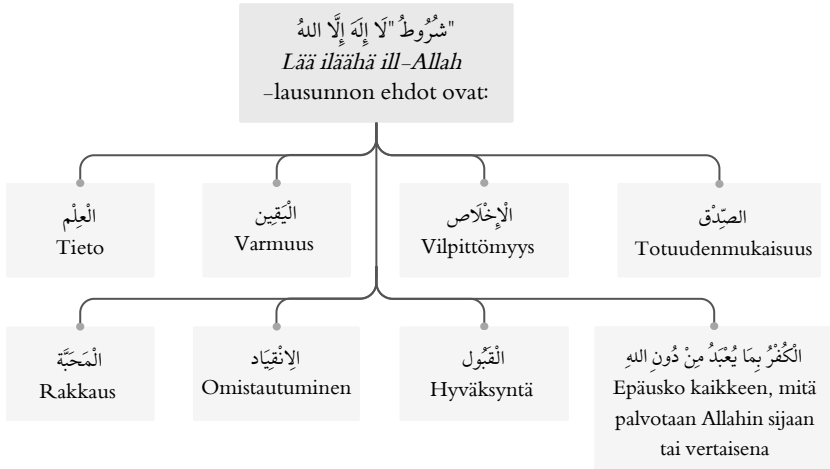 شُرُوطُ "لَا إِلَهَ إِلَّا اللهُ"
Lää iläähä ill-Allah
-lausunnon ehdot ovat:
الْعِلْم
Tieto
الْيَقِين
Varmuus
الْإِخْلَاص
Vilpittömyys
الصِّدْق
Totuudenmukaisuus
الْمَحَبَّة
Rakkaus
الِانْقِيَاد
Omistautuminen
الْقَبُول
Hyväksyntä
الْكُفْرُ بِمَا يُعْبَدُ مِنْ دُونِ اللهِ
Epäusko kaikkeen, mitä
palvotaan Allahin sijaan
tai vertaisena